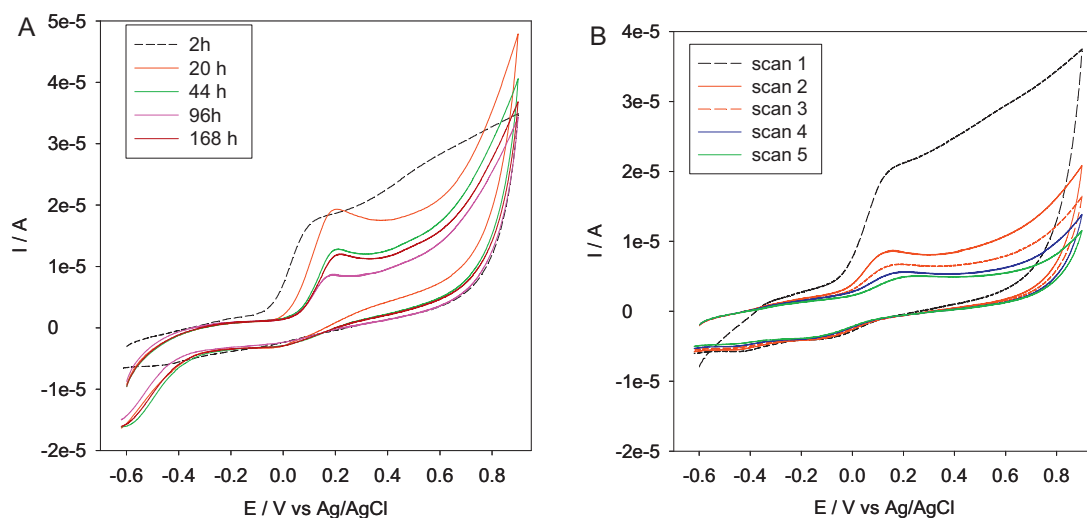 A
5e-5
4e-5
3e-5
2e-5
1e-5
0
-1e-5
-2e-5
I / A
2h
20 h
44 h
96h
168 h
-0.6 -0.4 -0.2 0.0 0.2 0.4 0.6 0.8
E / V vs Ag/AgCl
B
4e-5
3e-5
2e-5
1e-5
0
-1e-5
-2e-5
I / A
scan 1
scan 2
scan 3
scan 4
scan 5
-0.6 -0.4 -0.2 0.0 0.2 0.4 0.6 0.8
E / V vs Ag/AgCl